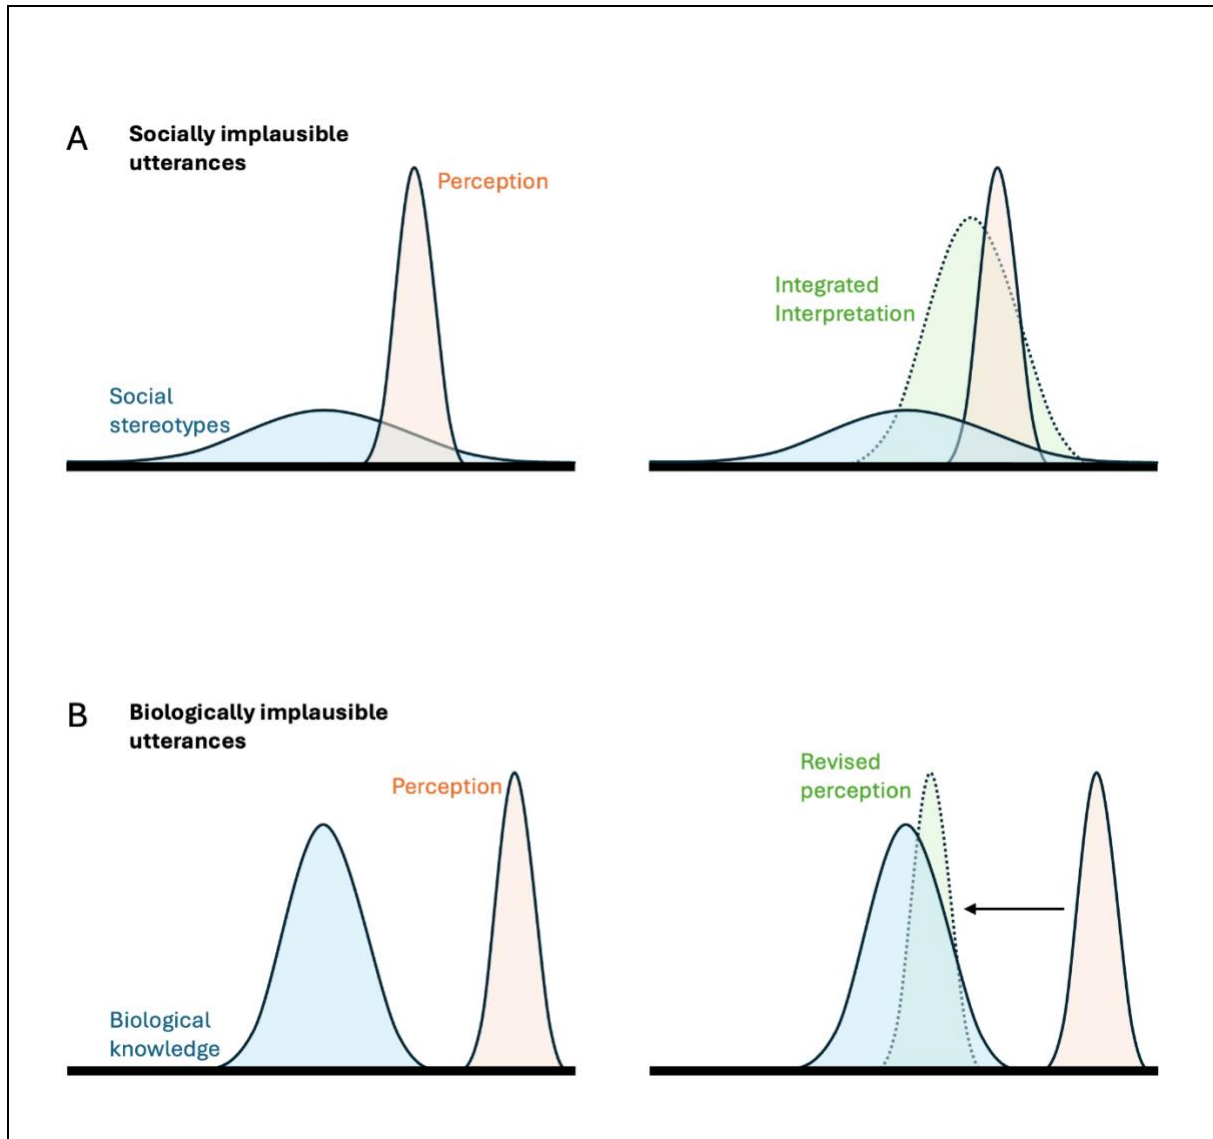 A
Socially implausible
utterances
Perception
Social
stereotypes
Integrated
Interpretation
B
Biologically implausible
utterances
Perception
Biological
knowledge
Revised
perception